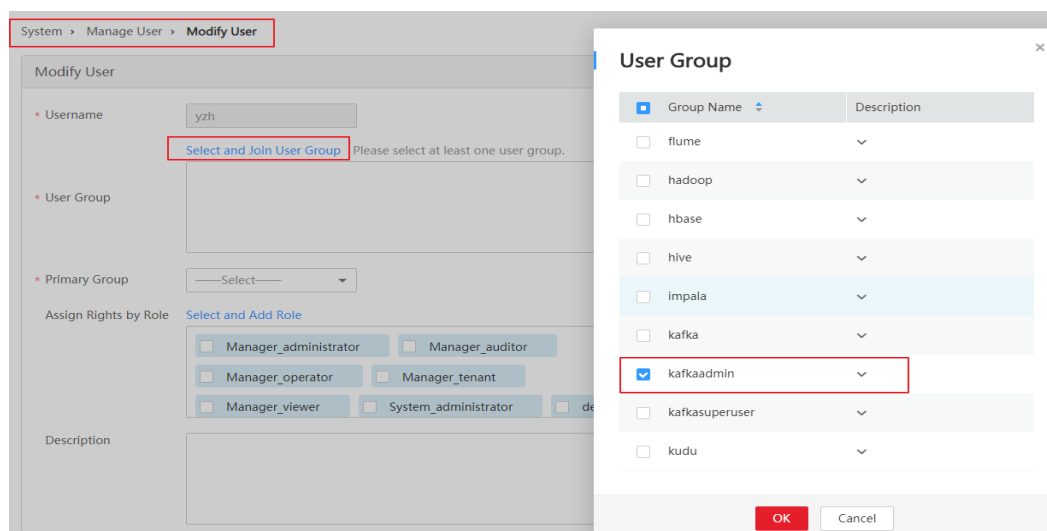 System > Manage User > Modify User
Modify User
* Username
yzh
Select and Join User Group Please select at least one user group.
* User Group
* Primary Group
——Select——
Assign Rights by Role
Select and Add Role
Manager_administrator
Manager_auditor
Manager_operator
Manager_tenant
Manager_viewer
System_administrator
de
Description
User Group
×
Group Name
Description
flume
hadoop
hbase
hive
impala
kafka
kafkaadmin
kafkasuperuser
kudu
OK
Cancel